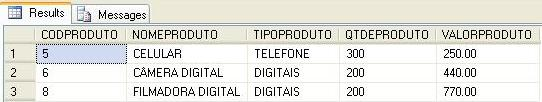 Results Messages
CODPRODUTO NOMEPRODUTO TIPOPRODUTO QTDEPRODUTO VALORPRODUTO
1 5 CELULAR TELEFONE 300 250.00
2 6 CÂMERA DIGITAL DIGITAIS 200 440.00
3 8 FILMADORA DIGITAL DIGITAIS 200 770.00